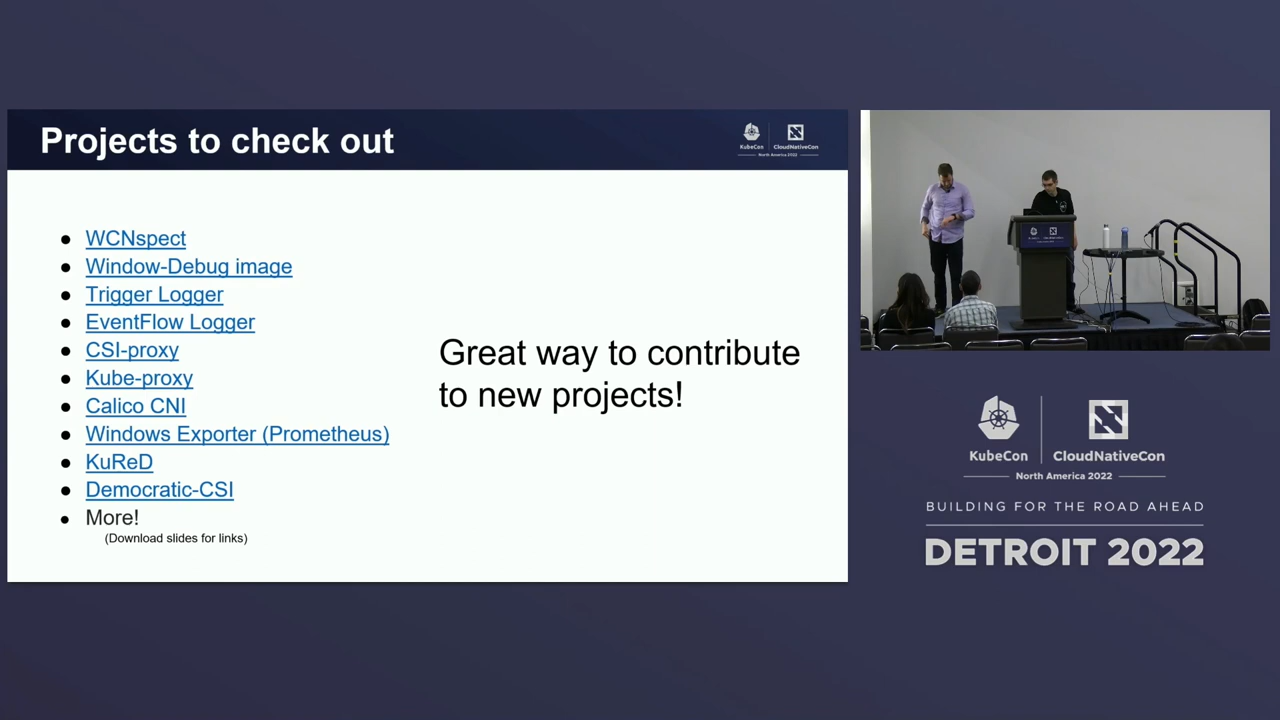 Projects to check out
KubeCon
CloudNativeCon
North America 2022
WCNspect
Window-Debug image
Trigger Logger
EventFlow Logger
CSI-proxy
Kube-proxy
Calico CNI
Windows Exporter (Prometheus)
KuReD
Democratic-CSI
More!
(Download slides for links)
Great way to contribute
to new projects!
KubeCon
CloudNativeCon
North America 2022
BUILDING FOR THE ROAD AHEAD
DETROIT 2022